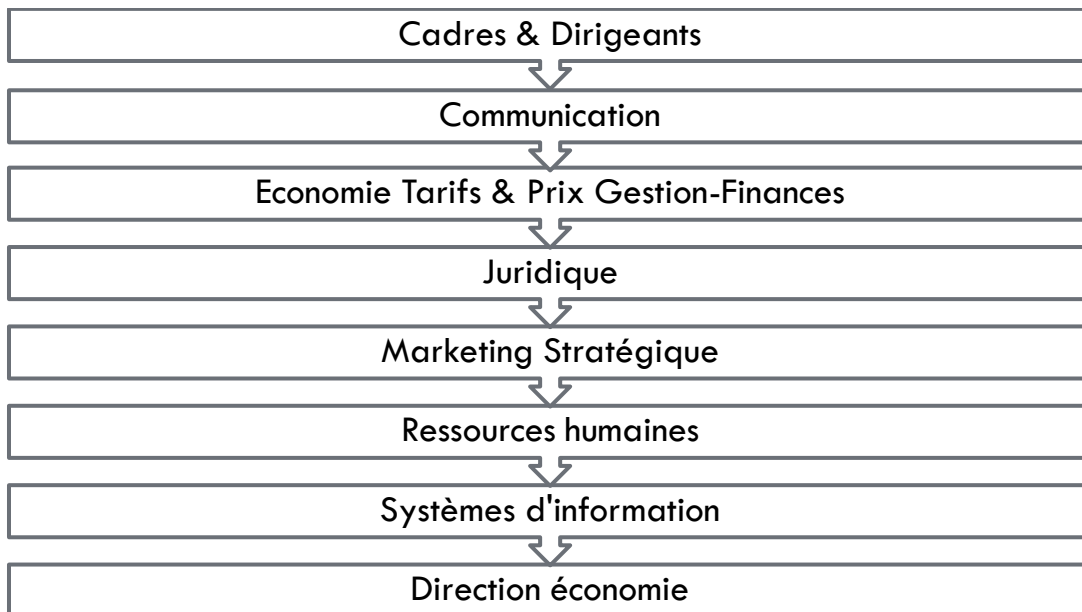 Cadres & Dirigeants
Communication
Economie Tarifs & Prix Gestion-Finances
Juridique
Marketing Stratégique
Ressources humaines
Systèmes d'information
Direction économie